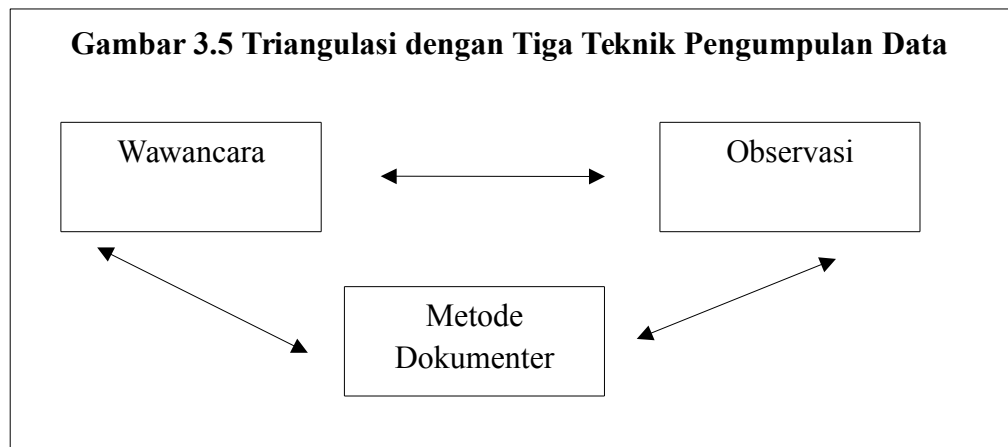 Gambar 3.5 Triangulasi dengan Tiga Teknik Pengumpulan Data
Wawancara
Observasi
Metode
Dokumenter